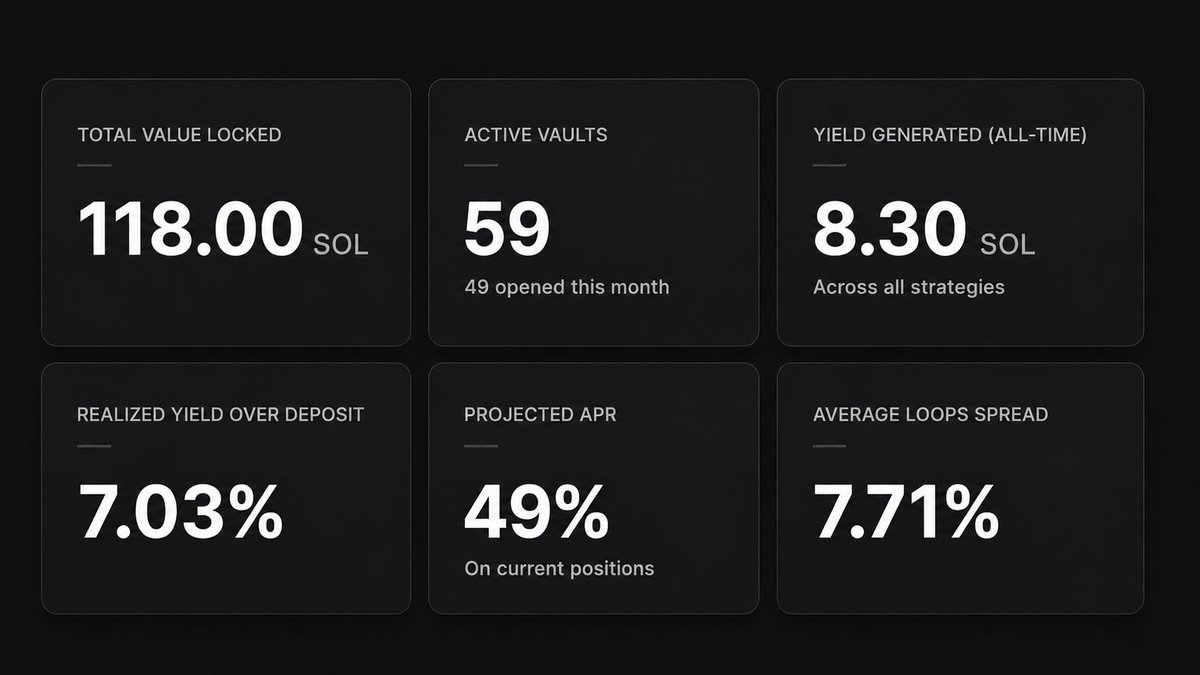 TOTAL VALUE LOCKED
118.00 SOL
ACTIVE VAULTS
59
49 opened this month
YIELD GENERATED (ALL-TIME)
8.30 SOL
Across all strategies
REALIZED YIELD OVER DEPOSIT
7.03%
PROJECTED APR
49%
On current positions
AVERAGE LOOPS SPREAD
7.71%